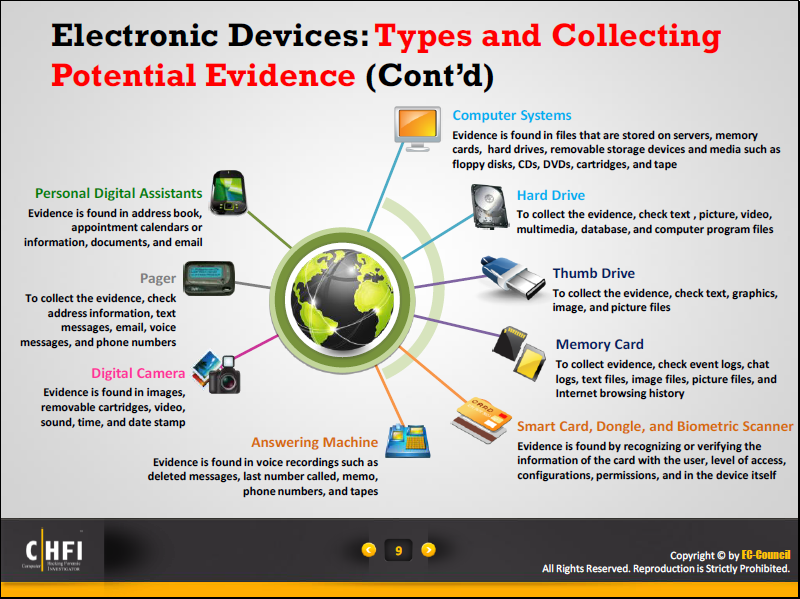 Electronic Devices: Types and Collecting
Potential Evidence (Cont'd)
Computer Systems
Evidence is found in files that are stored on servers, memory
cards, hard drives, removable storage devices and media such as
floppy disks, CDs, DVDs, cartridges, and tape
Personal Digital Assistants
Evidence is found in address book,
appointment calendars or
information, documents, and email
Hard Drive
To collect the evidence, check text , picture, video,
multimedia, database, and computer program files
Pager
To collect the evidence, check
address information, text
messages, email, voice
messages, and phone numbers
Thumb Drive
To collect the evidence, check text, graphics,
image, and picture files
Memory Card
To collect evidence, check event logs, chat
logs, text files, image files, picture files, and
Internet browsing history
Digital Camera
Evidence is found in images,
removable cartridges, video,
sound, time, and date stamp
CARD
Smart Card, Dongle, and Biometric Scanner
Evidence is found by recognizing or verifying the
information of the card with the user, level of access,
configurations, permissions, and in the device itself
Answering Machine
Evidence is found in voice recordings such as
deleted messages, last number called, memo,
phone numbers, and tapes
CHFI
Computer Hacking Forensic
INVESTIGATOR
9
Copyright © by EC-Council
All Rights Reserved. Reproduction is Strictly Prohibited.